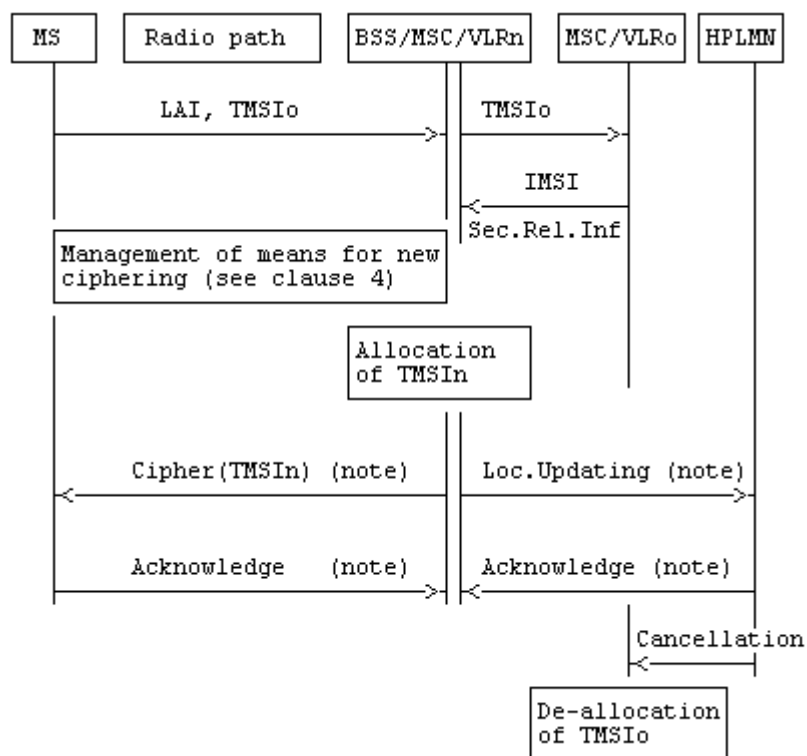 MS Radio path BSS/MSC/VLRn MSC/VLRo HPLMN
LAI, TMSIo TMSIo
IMSI
Sec.Rel.Inf
Management of means for new
ciphering (see clause 4)
Allocation
of TMSIn
Cipher(TMSIn) (note) Loc.Updating (note)
Acknowledge (note) Acknowledge (note)
Cancellation
De-allocation
of TMSIo